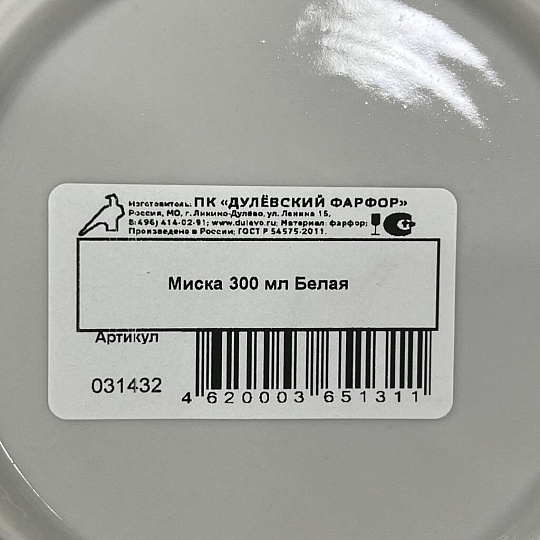 Изготовитель: ПК «ДУЛЁВСКИЙ ФАРФОР»
Россия, МО, г. Ликино-Дулёво, ул. Ленина 15,
8(496) 414-02-91; www.dulevo.ru; Материал: фарфор;
Произведено в России; ГОСТ Р 54575-2011.
Миска 300 мл Белая
Артикул
031432
4 620003 651311